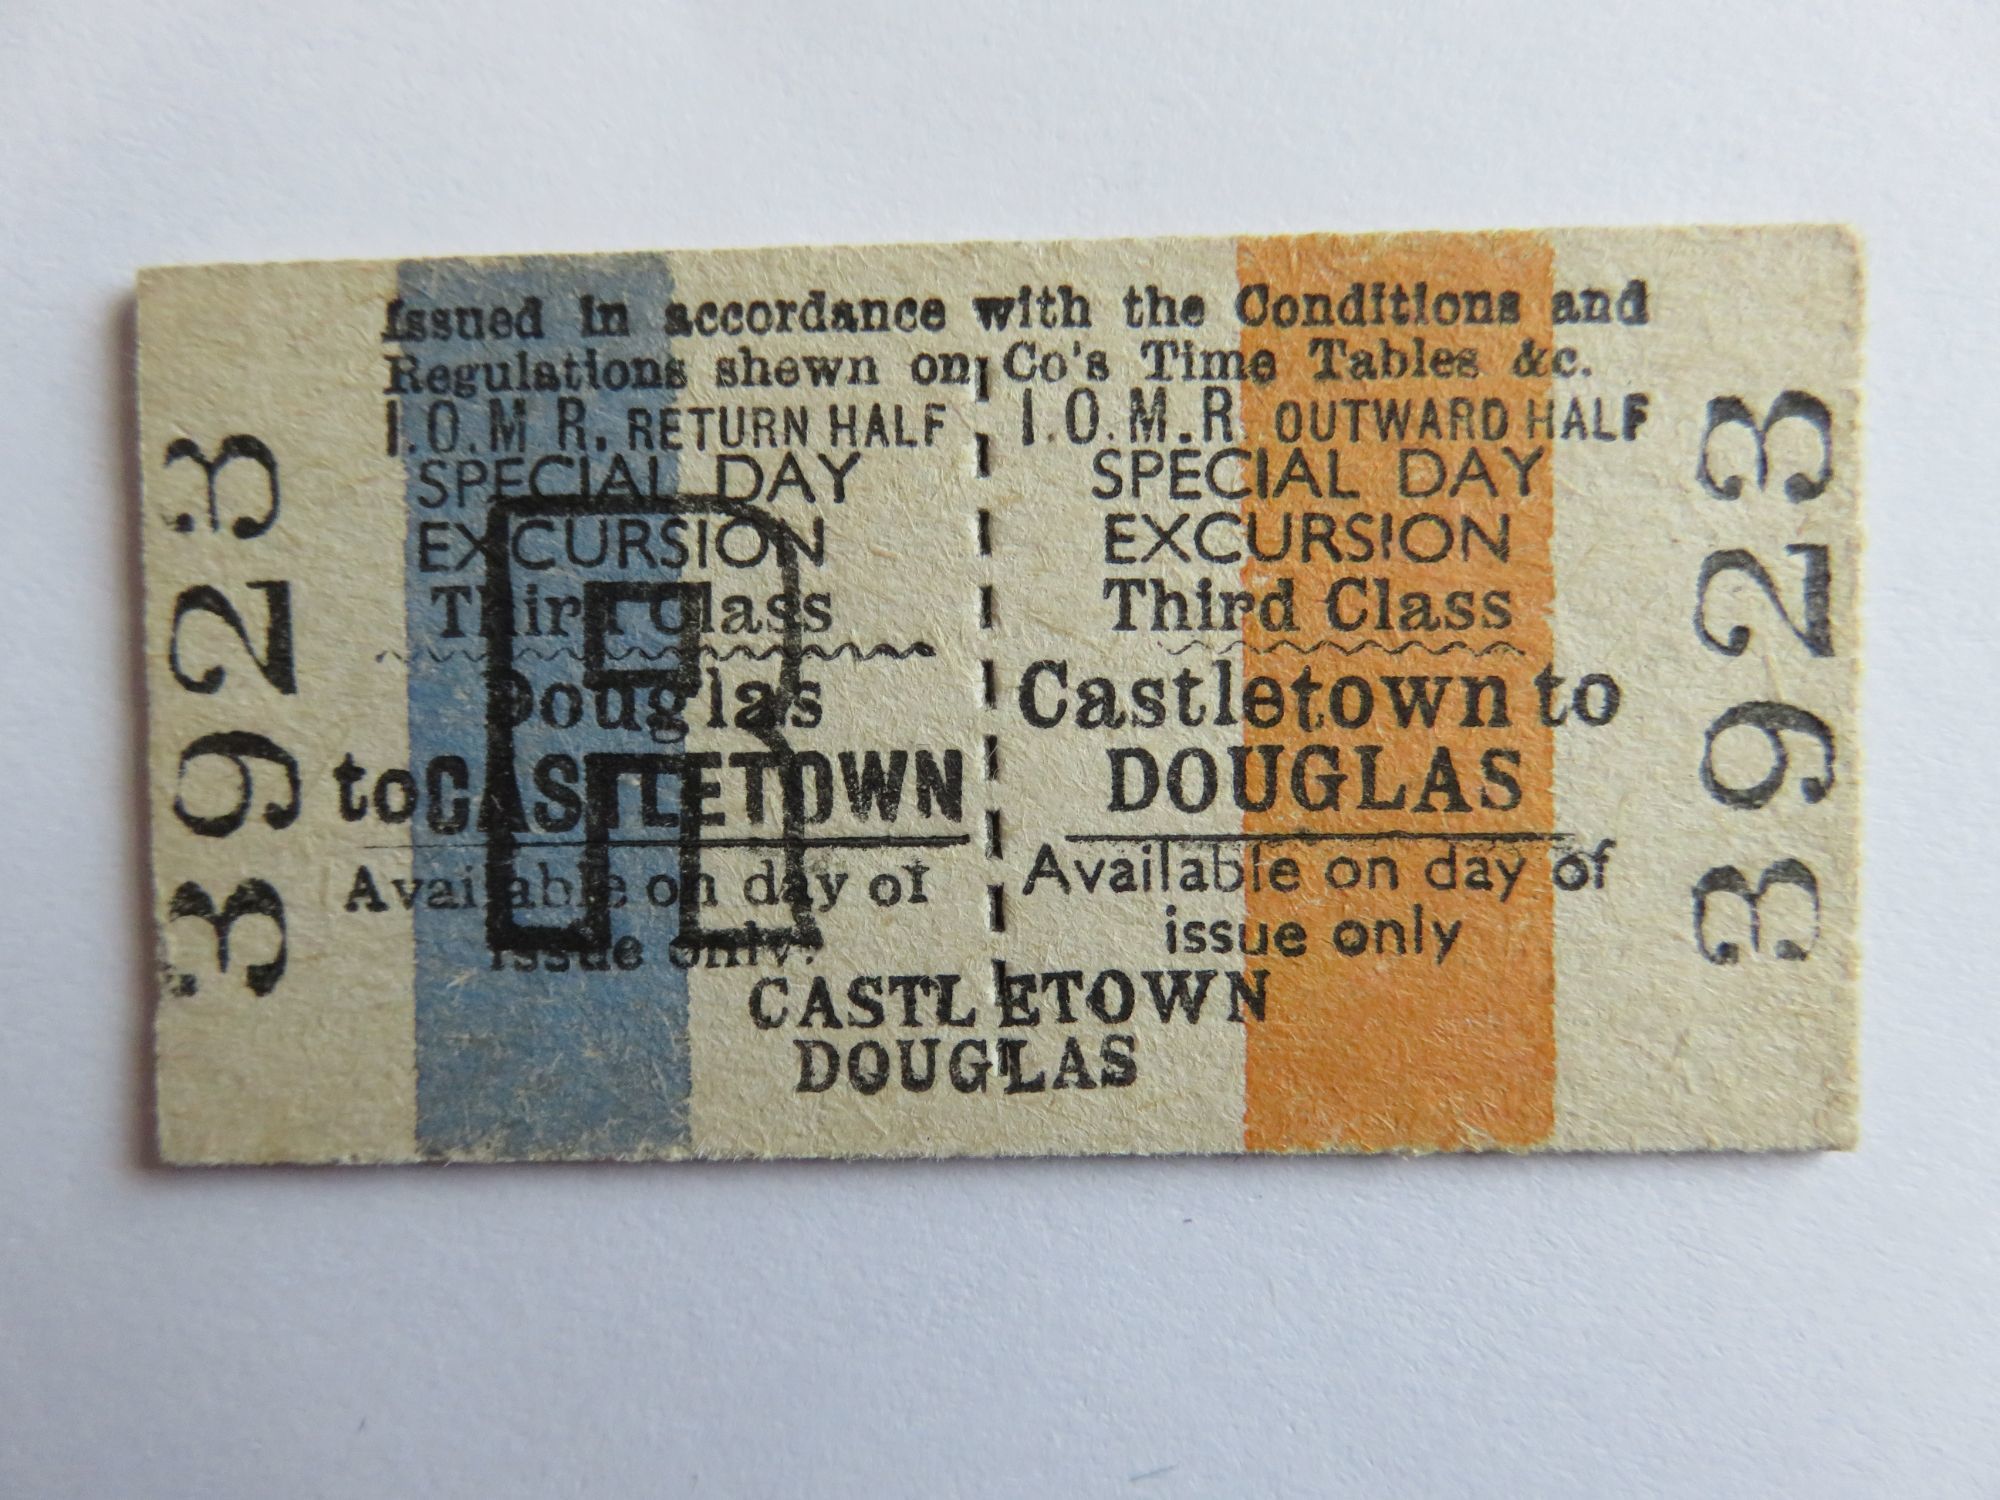 Issued in accordance with the Conditions and
Regulations shewn on Co's Time Tables &c.
I.O.M R. RETURN HALF
SPECIAL DAY
EXCURSION
Third Class
Douglas
to CASTLETOWN
Available on day of
issue only.
I.O.M.R. OUTWARD HALF
SPECIAL DAY
EXCURSION
Third Class
Castletown to
DOUGLAS
Available on day of
issue only
CASTLETOWN
DOUGLAS
R
3923
3923